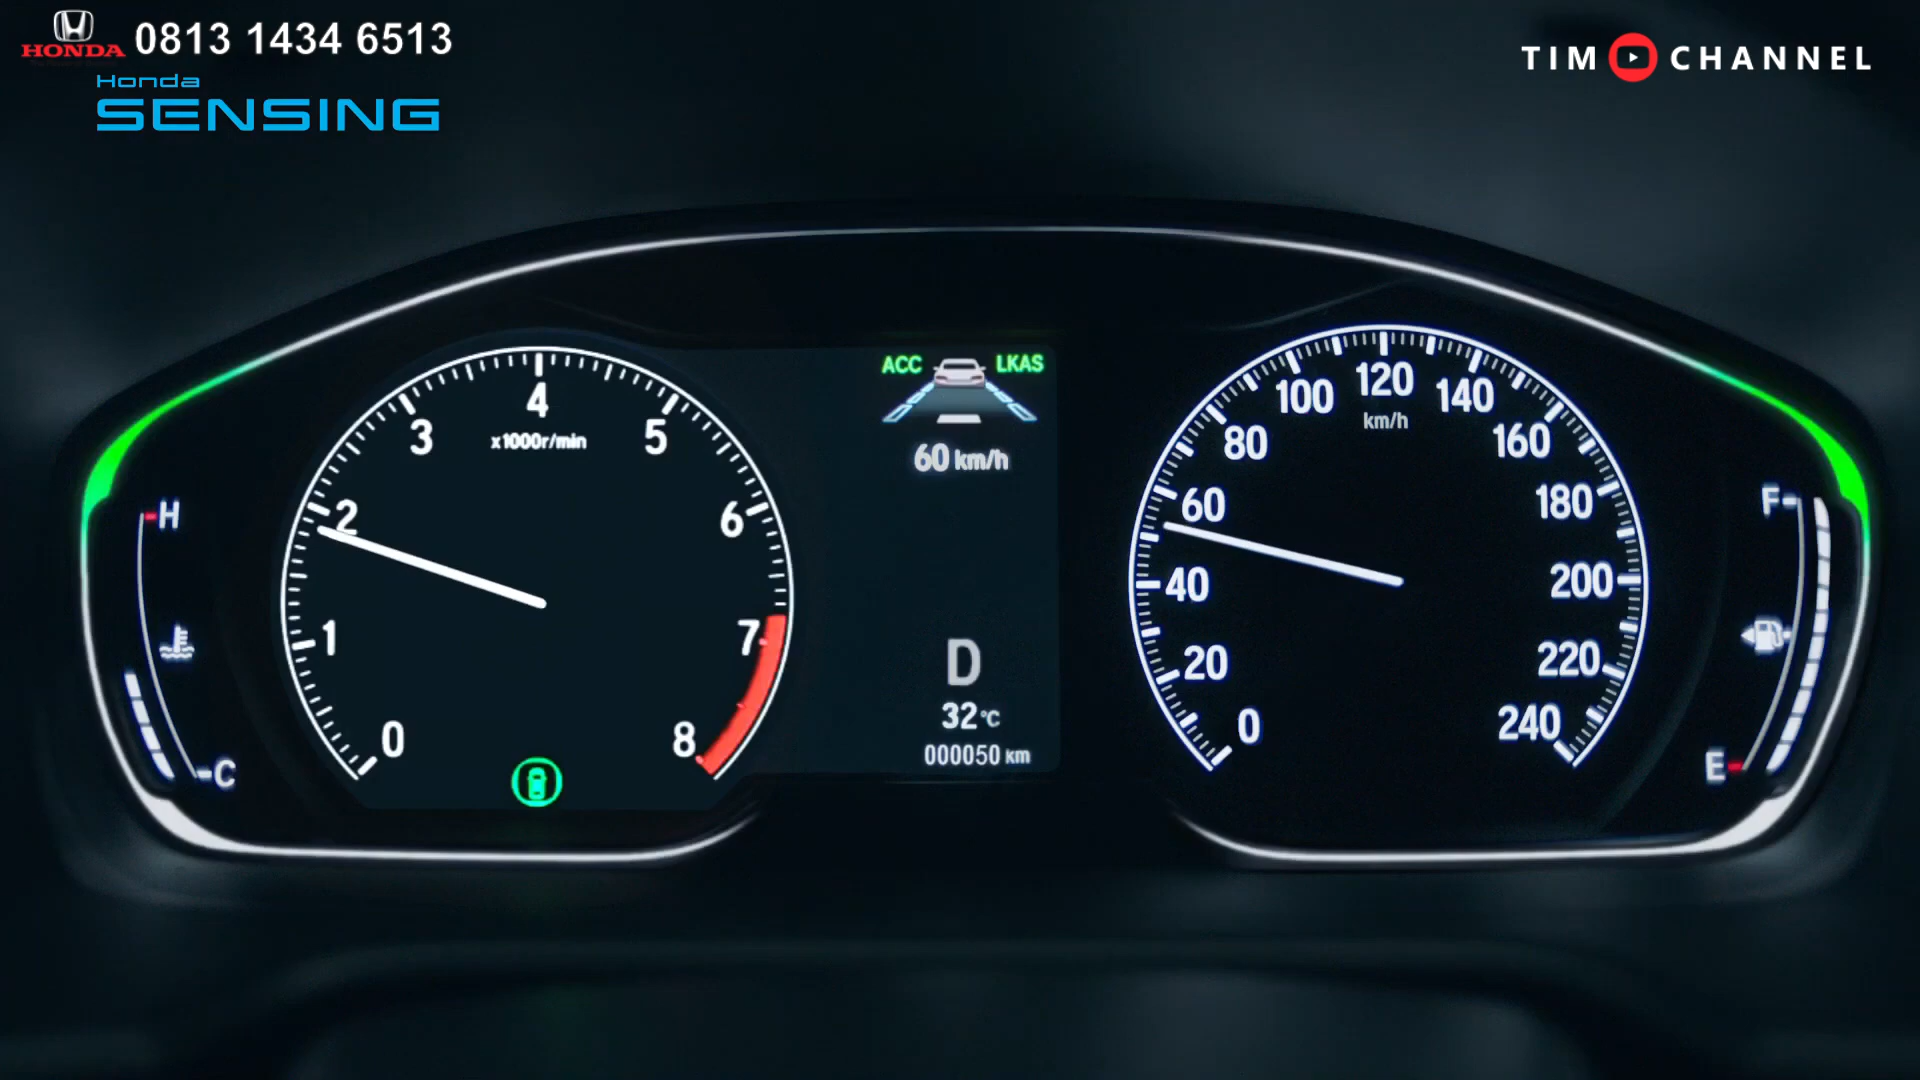 HONDA
0813 1434 6513
Honda
SENSING
TIM CHANNEL
ACC
LKAS
60 km/h
D
32°C
000050 km
H
C
0
1
2
3
4
5
6
7
8
x1000r/min
0
20
40
60
80
100
120
140
160
180
200
220
240
km/h
F
E